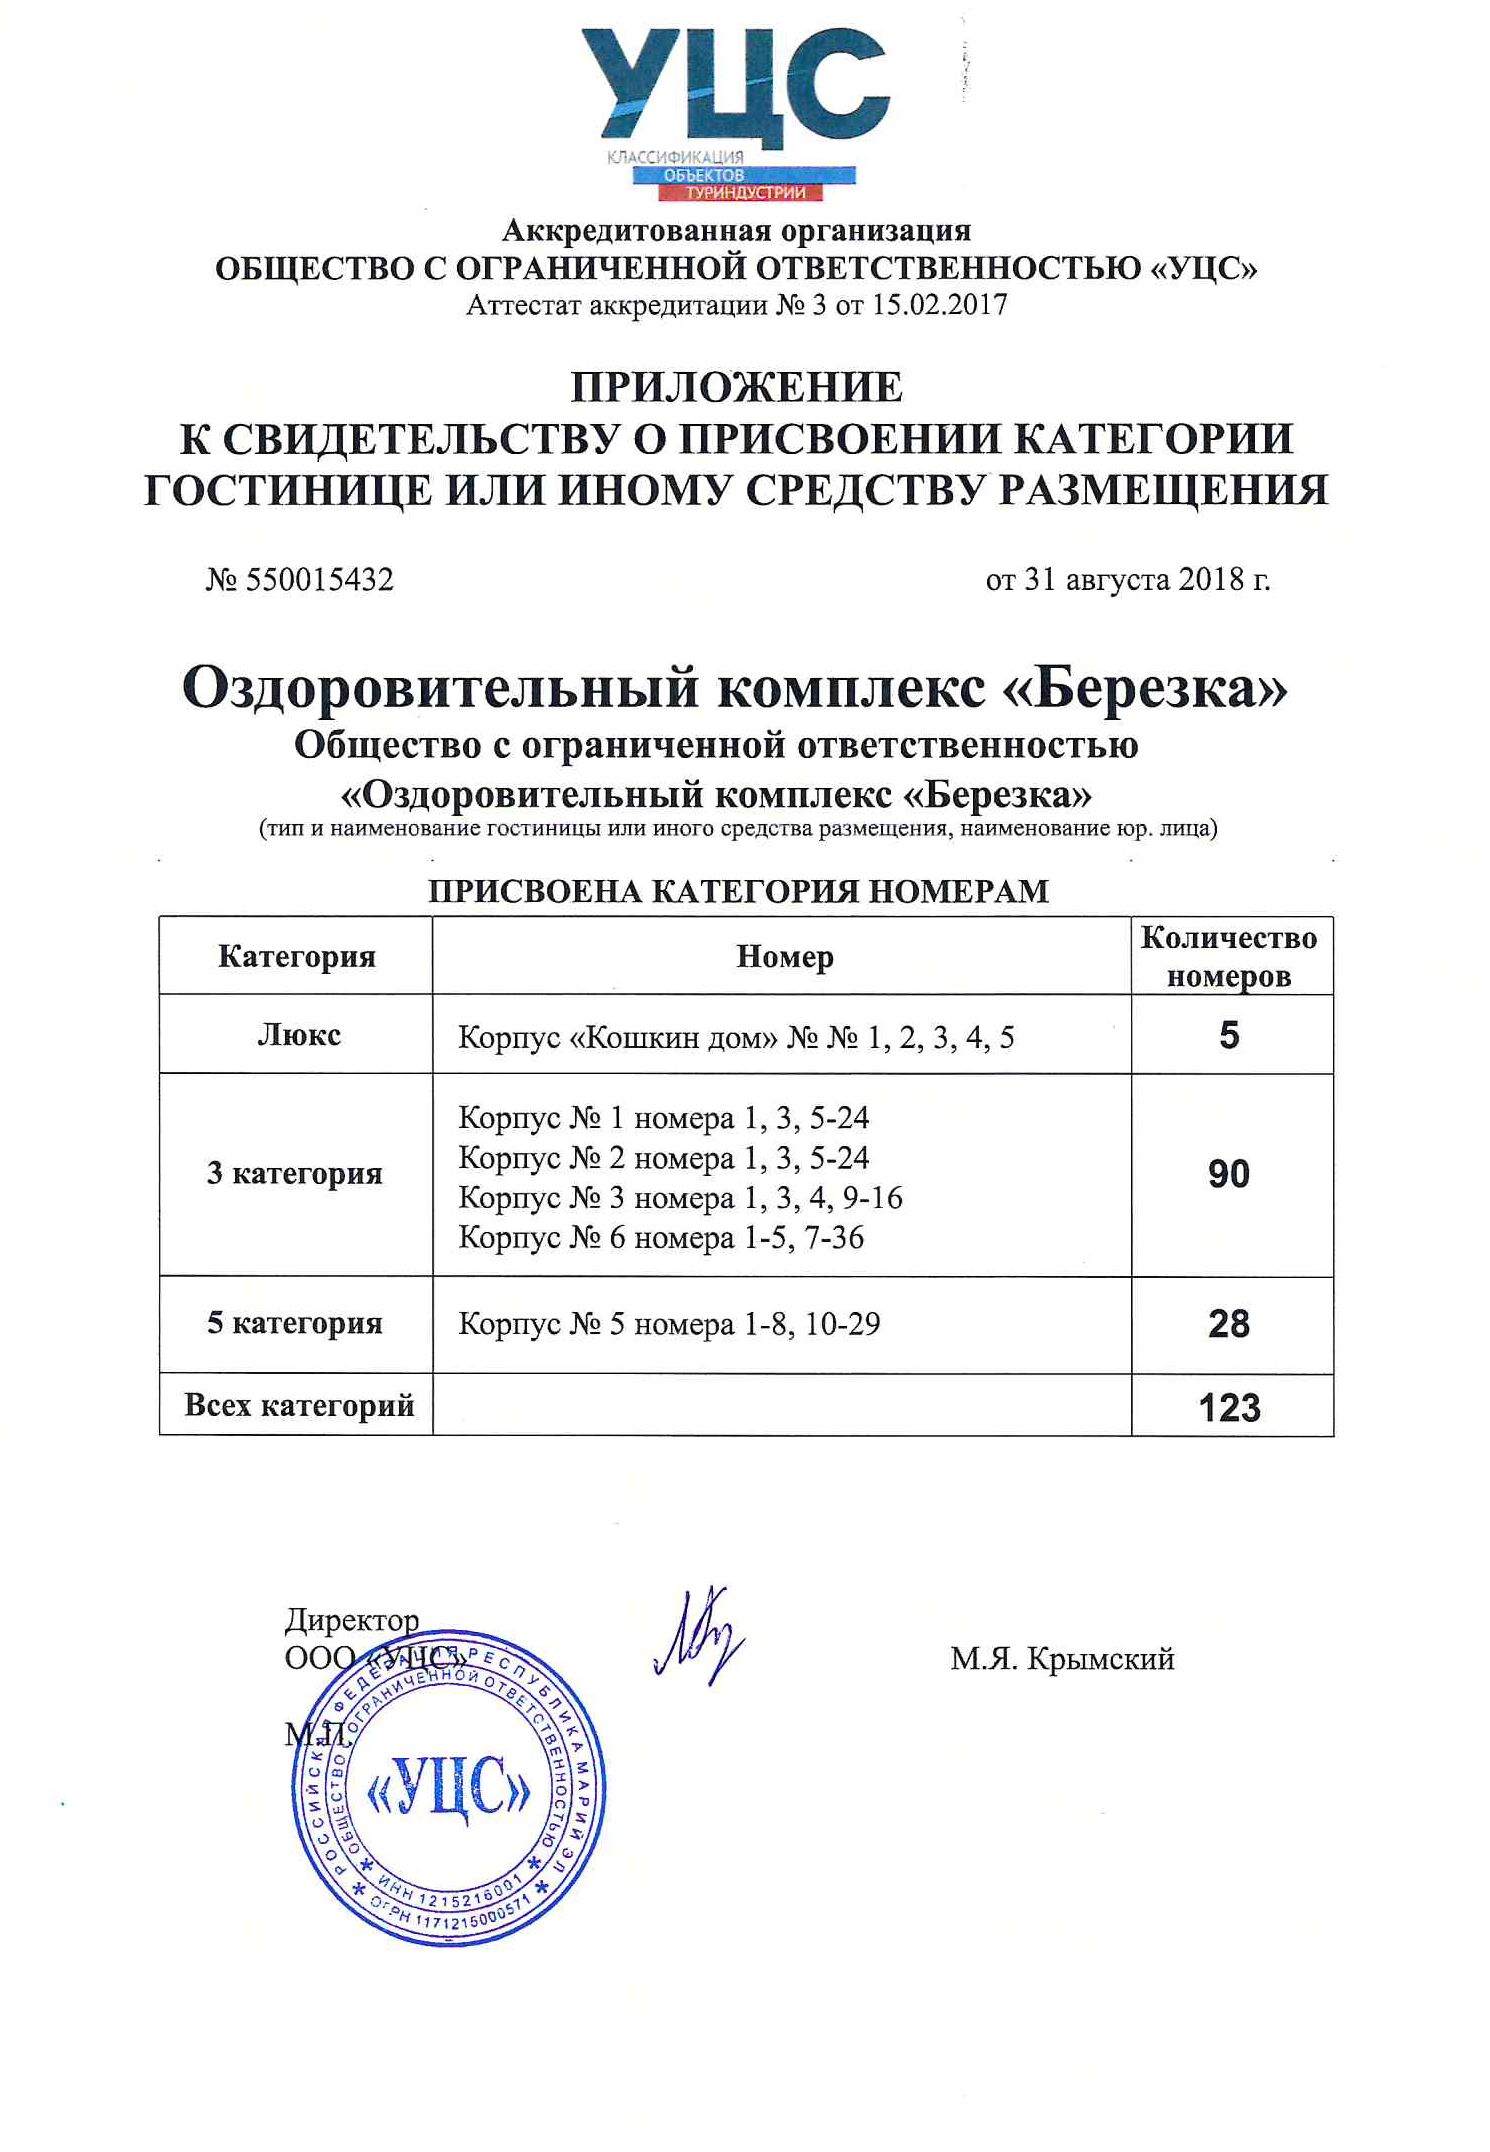 УЦС
КЛАССИФИКАЦИЯ
ОБЪЕКТОВ
ТУРИНДУСТРИИ
Аккредитованная организация
ОБЩЕСТВО С ОГРАНИЧЕННОЙ ОТВЕТСТВЕННОСТЬЮ «УЦС»
Аттестат аккредитации № 3 от 15.02.2017
ПРИЛОЖЕНИЕ
К СВИДЕТЕЛЬСТВУ О ПРИСВОЕНИИ КАТЕГОРИИ
ГОСТИНИЦЕ ИЛИ ИНОМУ СРЕДСТВУ РАЗМЕЩЕНИЯ
№ 550015432 от 31 августа 2018 г.
Оздоровительный комплекс «Березка»
Общество с ограниченной ответственностью
«Оздоровительный комплекс «Березка»
(тип и наименование гостиницы или иного средства размещения, наименование юр. лица)
ПРИСВОЕНА КАТЕГОРИЯ НОМЕРАМ
Категория Номер Количество номеров
Люкс Корпус «Кошкин дом» № № 1, 2, 3, 4, 5 5
3 категория Корпус № 1 номера 1, 3, 5-24
Корпус № 2 номера 1, 3, 5-24
Корпус № 3 номера 1, 3, 4, 9-16
Корпус № 6 номера 1-5, 7-36
90
5 категория Корпус № 5 номера 1-8, 10-29 28
Всех категорий 123
Директор
ООО «УЦС» М.Я. Крымский
М.П.
РОССИЙСКАЯ ФЕДЕРАЦИЯ РЕСПУБЛИКА МАРИЙ ЭЛ
ОБЩЕСТВО С ОГРАНИЧЕННОЙ ОТВЕТСТВЕННОСТЬЮ
«УЦС»
ИНН 1215216001
ОГРН 1171215000571